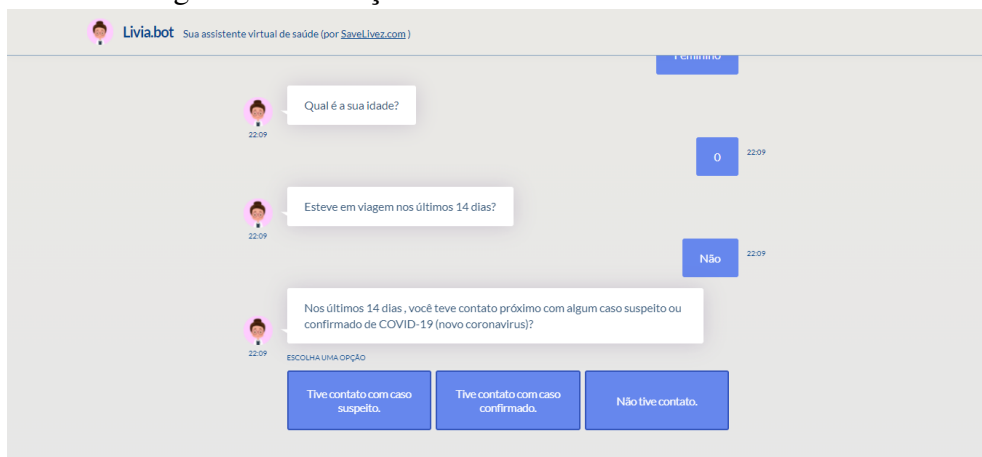 Livia.bot Sua assistente virtual de saúde (por SaveLivez.com )
Feminino
Qual é a sua idade?
22:09
0
22:09
Esteve em viagem nos últimos 14 dias?
22:09
Não
22:09
Nos últimos 14 dias , você teve contato próximo com algum caso suspeito ou
confirmado de COVID-19 (novo coronavirus)?
22:09
ESCOLHA UMA OPÇÃO
Tive contato com caso
suspeito.
Tive contato com caso
confirmado.
Não tive contato.